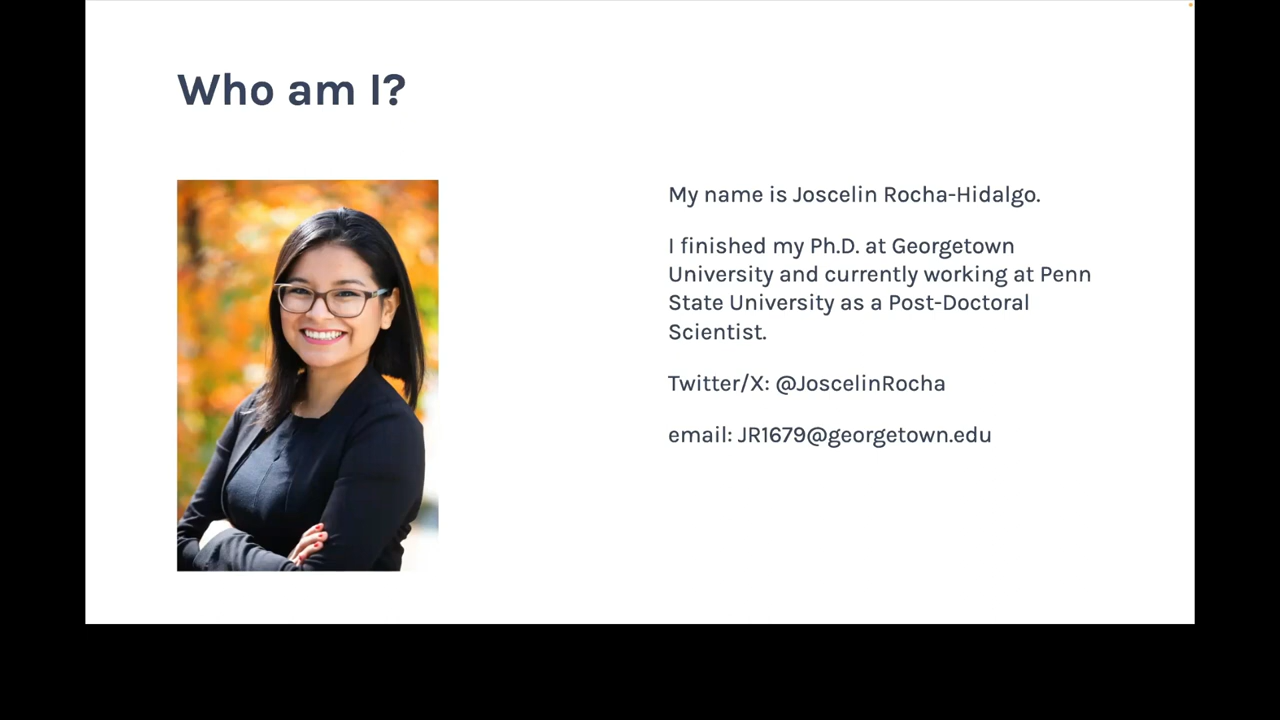 Who am I?
My name is Joscelin Rocha-Hidalgo.
I finished my Ph.D. at Georgetown
University and currently working at Penn
State University as a Post-Doctoral
Scientist.
Twitter/X: @JoscelinRocha
email: JR1679@georgetown.edu